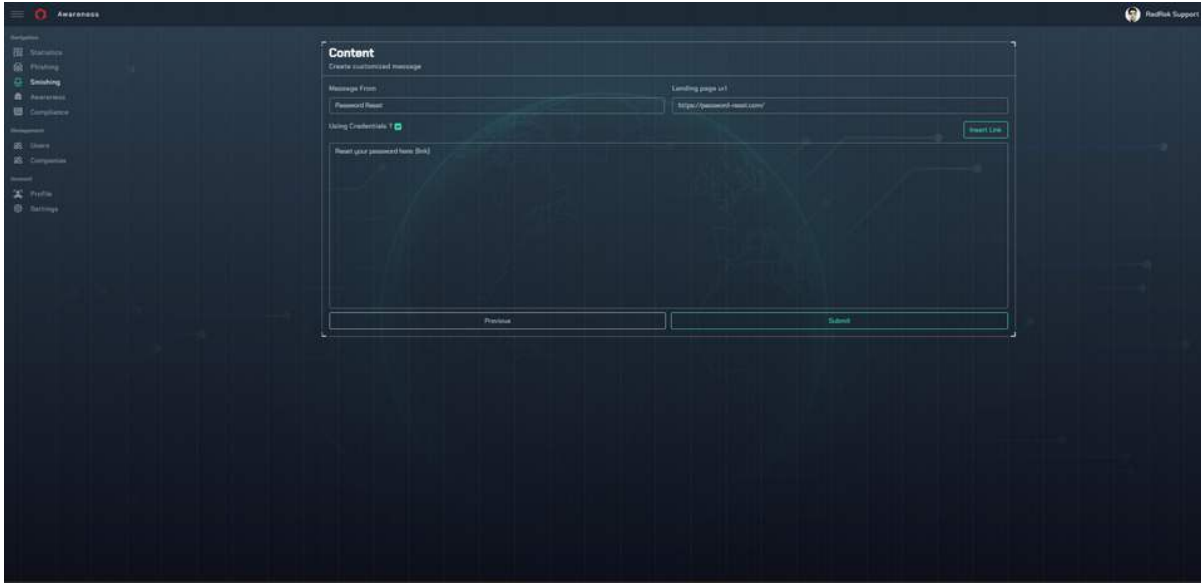 Awareness
RedRok Support
Navigation
Statistics
Phishing
Smishing
Awareness
Compliance
Management
Users
Companies
Account
Profile
Settings
Content
Create customized message
Message From
Landing page url
Password Reset
https://password-reset.com/
Using Credentials ?
Insert Link
Reset your password here {link}
Previous
Submit